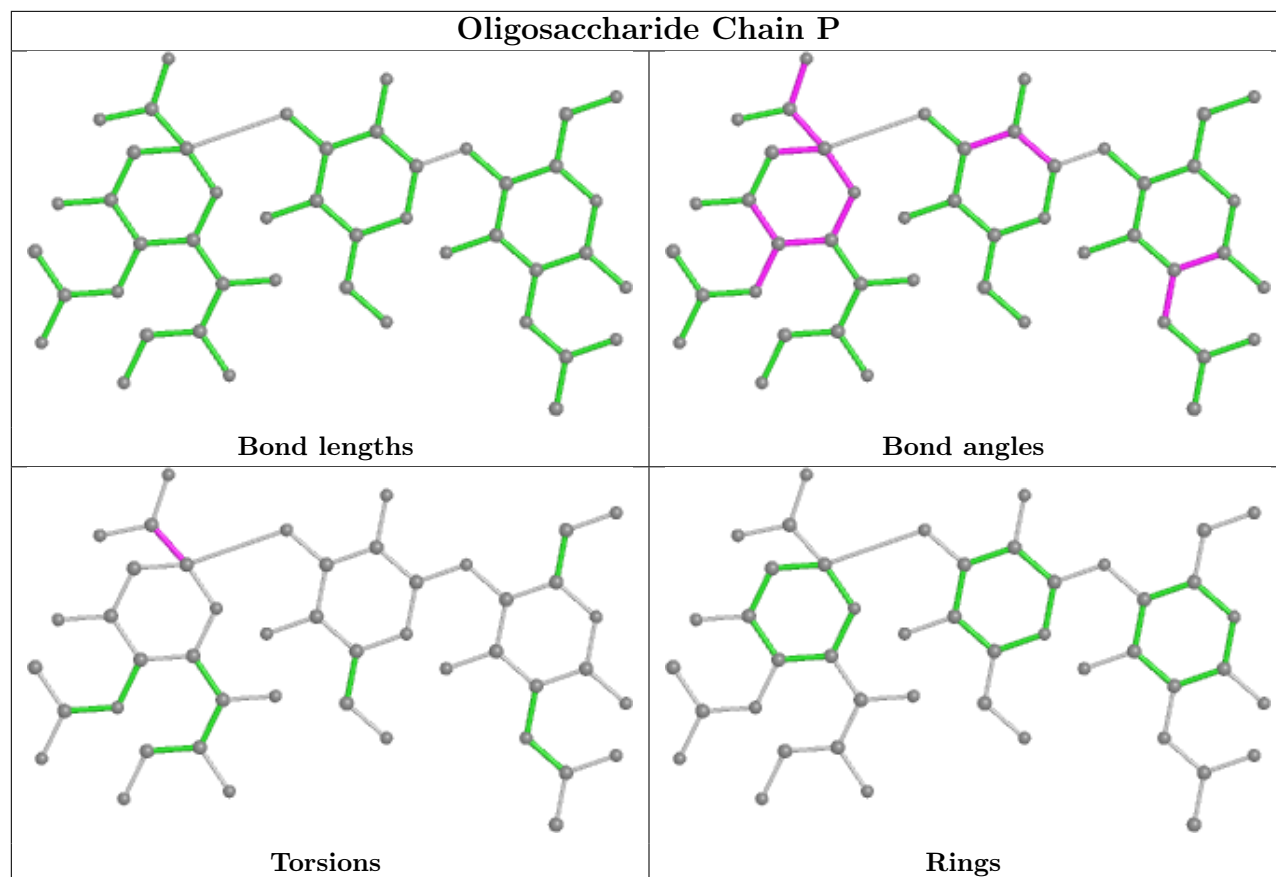 Oligosaccharide Chain P
Bond lengths
Bond angles
Torsions
Rings